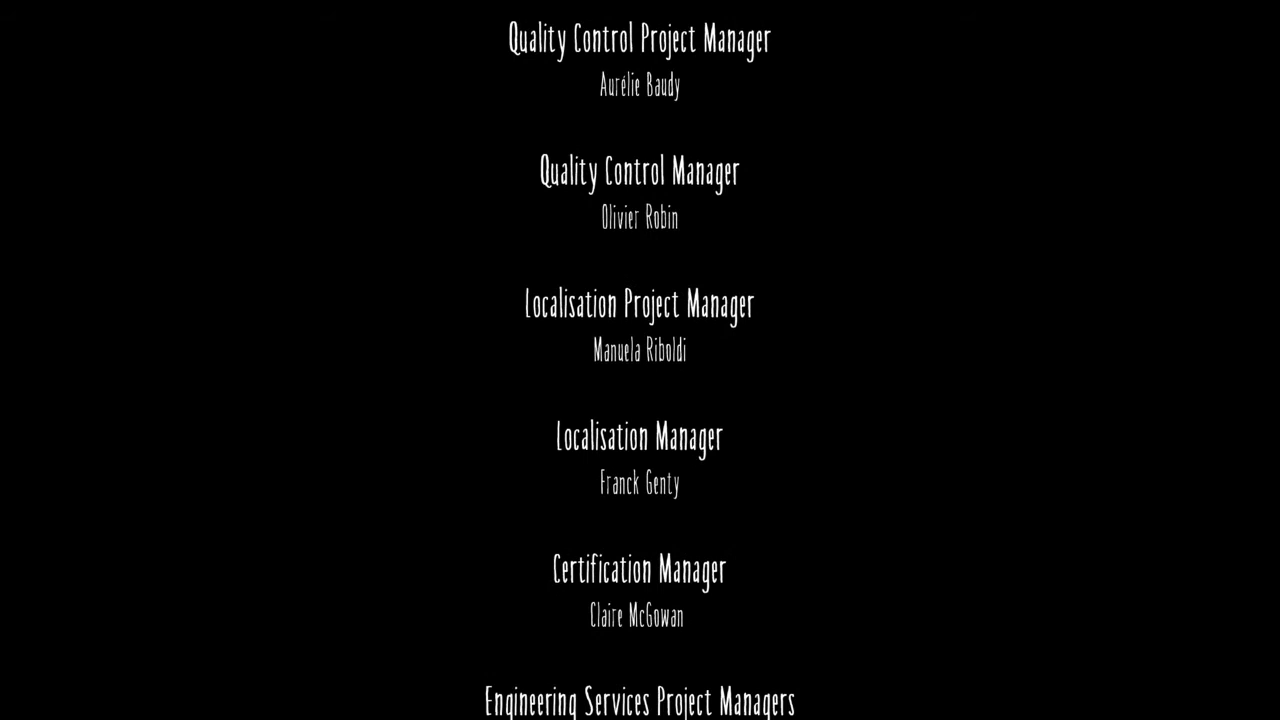 Quality Control Project Manager
Aurélie Baudy
Quality Control Manager
Olivier Robin
Localisation Project Manager
Manuela Riboldi
Localisation Manager
Franck Genty
Certification Manager
Claire McGowan
Engineering Services Project Managers